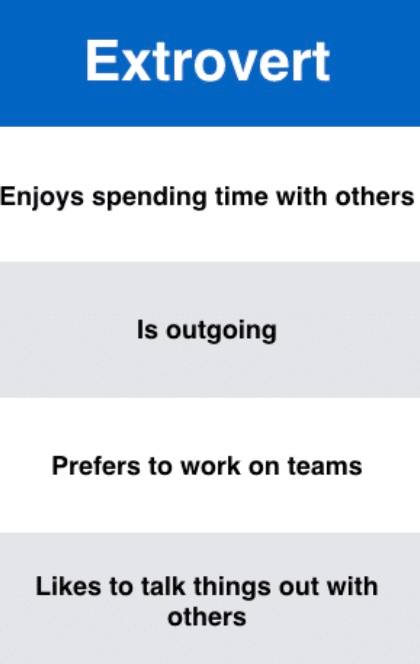 Extrovert
Enjoys spending time with others
Is outgoing
Prefers to work on teams
Likes to talk things out with
others